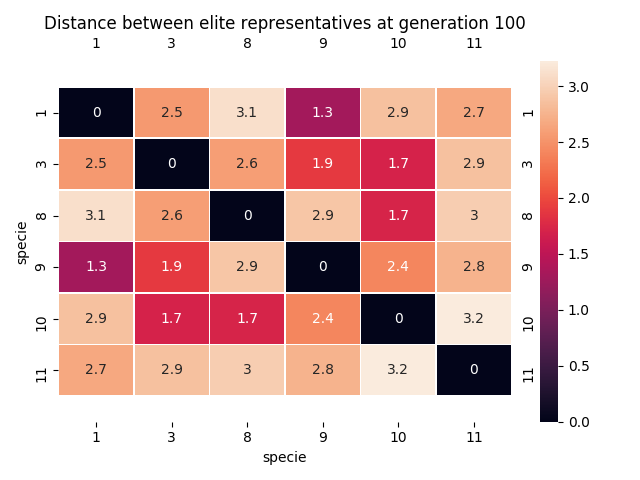 Distance between elite representatives at generation 100
1 3 8 9 10 11
1 0 2.5 3.1 1.3 2.9 2.7 1
3 2.5 0 2.6 1.9 1.7 2.9 3
8 3.1 2.6 0 2.9 1.7 3 8
9 1.3 1.9 2.9 0 2.4 2.8 9
10 2.9 1.7 1.7 2.4 0 3.2 10
11 2.7 2.9 3 2.8 3.2 0 11
1 3 8 9 10 11
specie
specie
3.0
2.5
2.0
1.5
1.0
0.5
0.0